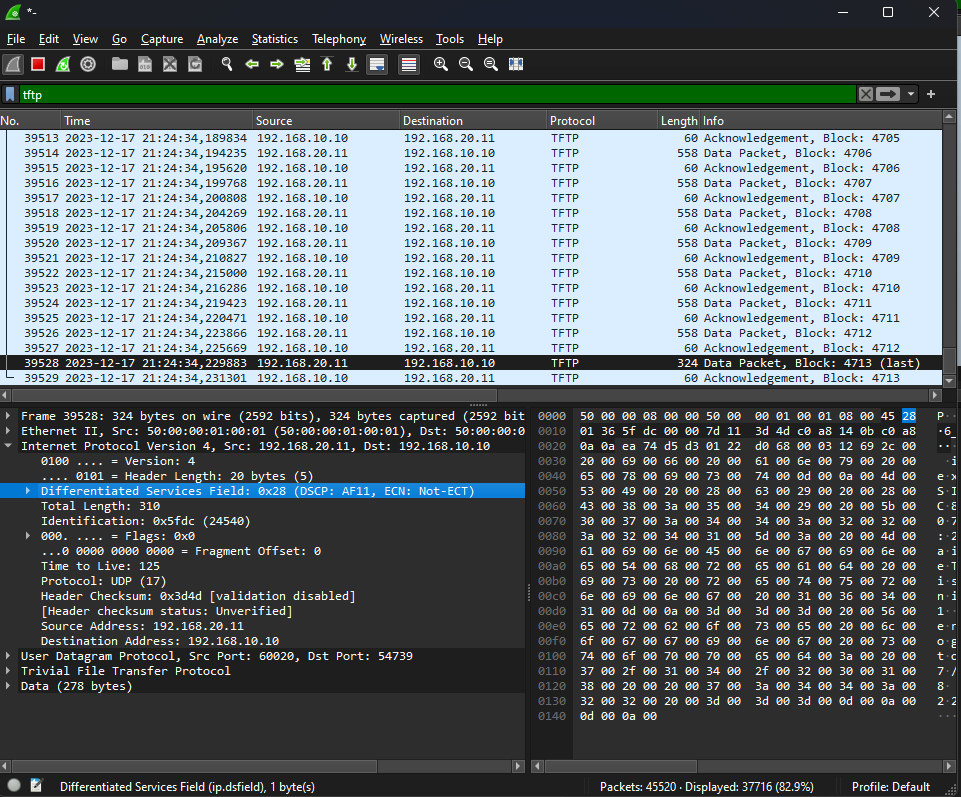 *-
File Edit View Go Capture Analyze Statistics Telephony Wireless Tools Help
tftp
No. Time Source Destination Protocol Length Info
39513 2023-12-17 21:24:34,189834 192.168.10.10 192.168.20.11 TFTP 60 Acknowledgement, Block: 4705
39514 2023-12-17 21:24:34,194235 192.168.20.11 192.168.10.10 TFTP 558 Data Packet, Block: 4706
39515 2023-12-17 21:24:34,195620 192.168.10.10 192.168.20.11 TFTP 60 Acknowledgement, Block: 4706
39516 2023-12-17 21:24:34,199768 192.168.20.11 192.168.10.10 TFTP 558 Data Packet, Block: 4707
39517 2023-12-17 21:24:34,200808 192.168.10.10 192.168.20.11 TFTP 60 Acknowledgement, Block: 4707
39518 2023-12-17 21:24:34,204269 192.168.20.11 192.168.10.10 TFTP 558 Data Packet, Block: 4708
39519 2023-12-17 21:24:34,205806 192.168.10.10 192.168.20.11 TFTP 60 Acknowledgement, Block: 4708
39520 2023-12-17 21:24:34,209367 192.168.20.11 192.168.10.10 TFTP 558 Data Packet, Block: 4709
39521 2023-12-17 21:24:34,210827 192.168.10.10 192.168.20.11 TFTP 60 Acknowledgement, Block: 4709
39522 2023-12-17 21:24:34,215000 192.168.20.11 192.168.10.10 TFTP 558 Data Packet, Block: 4710
39523 2023-12-17 21:24:34,216286 192.168.10.10 192.168.20.11 TFTP 60 Acknowledgement, Block: 4710
39524 2023-12-17 21:24:34,219423 192.168.20.11 192.168.10.10 TFTP 558 Data Packet, Block: 4711
39525 2023-12-17 21:24:34,220471 192.168.10.10 192.168.20.11 TFTP 60 Acknowledgement, Block: 4711
39526 2023-12-17 21:24:34,223866 192.168.20.11 192.168.10.10 TFTP 558 Data Packet, Block: 4712
39527 2023-12-17 21:24:34,225669 192.168.10.10 192.168.20.11 TFTP 60 Acknowledgement, Block: 4712
39528 2023-12-17 21:24:34,229883 192.168.20.11 192.168.10.10 TFTP 324 Data Packet, Block: 4713 (last)
39529 2023-12-17 21:24:34,231301 192.168.10.10 192.168.20.11 TFTP 60 Acknowledgement, Block: 4713
Frame 39528: 324 bytes on wire (2592 bits), 324 bytes captured (2592 bit
Ethernet II, Src: 50:00:00:01:00:01 (50:00:00:01:00:01), Dst: 50:00:00:0
Internet Protocol Version 4, Src: 192.168.20.11, Dst: 192.168.10.10
0100 .... = Version: 4
.... 0101 = Header Length: 20 bytes (5)
Differentiated Services Field: 0x28 (DSCP: AF11, ECN: Not-ECT)
Total Length: 310
Identification: 0x5fdc (24540)
000. .... = Flags: 0x0
...0 0000 0000 0000 = Fragment Offset: 0
Time to Live: 125
Protocol: UDP (17)
Header Checksum: 0x3d4d [validation disabled]
[Header checksum status: Unverified]
Source Address: 192.168.20.11
Destination Address: 192.168.10.10
User Datagram Protocol, Src Port: 60020, Dst Port: 54739
Trivial File Transfer Protocol
Data (278 bytes)
0000 50 00 00 08 00 00 50 00 00 01 00 01 08 00 45 28 P
0010 01 36 5f dc 00 00 7d 11 3d 4d c0 a8 14 0b c0 a8 ·6_
0020 0a 0a ea 74 d5 d3 01 22 d0 68 00 03 12 69 2c 00 ···
0030 20 00 69 00 66 00 20 00 61 00 6e 00 79 00 20 00 ·i
0040 65 00 78 00 69 00 73 00 74 00 0d 00 0a 00 4d 00 e·x
0050 53 00 49 00 20 00 28 00 63 00 29 00 20 00 28 00 S·I
0060 43 00 38 00 3a 00 35 00 34 00 29 00 20 00 5b 00 C·8
0070 30 00 37 00 3a 00 34 00 34 00 3a 00 32 00 32 00 0·7
0080 3a 00 32 00 34 00 31 00 5d 00 3a 00 20 00 4d 00 :·2
0090 61 00 69 00 6e 00 45 00 6e 00 67 00 69 00 6e 00 a·i
00a0 65 00 54 00 68 00 72 00 65 00 61 00 64 00 20 00 e·T
00b0 69 00 73 00 20 00 72 00 65 00 74 00 75 00 72 00 i·s
00c0 6e 00 69 00 6e 00 67 00 20 00 31 00 36 00 34 00 n·i
00d0 31 00 0d 00 0a 00 3d 00 3d 00 3d 00 20 00 56 00 1··
00e0 65 00 72 00 62 00 6f 00 73 00 65 00 20 00 6c 00 e·r
00f0 6f 00 67 00 67 00 69 00 6e 00 67 00 20 00 73 00 o·g
0100 74 00 6f 00 70 00 70 00 65 00 64 00 3a 00 20 00 t·o
0110 37 00 2f 00 31 00 34 00 2f 00 32 00 30 00 31 00 7·/
0120 38 00 20 00 20 00 37 00 3a 00 34 00 34 00 3a 00 8·
0130 32 00 32 00 20 00 3d 00 3d 00 3d 00 0d 00 0a 00 2·2
0140 0d 00 0a 00 ···
Differentiated Services Field (ip.dsfield), 1 byte(s) Packets: 45520 · Displayed: 37716 (82.9%) Profile: Default